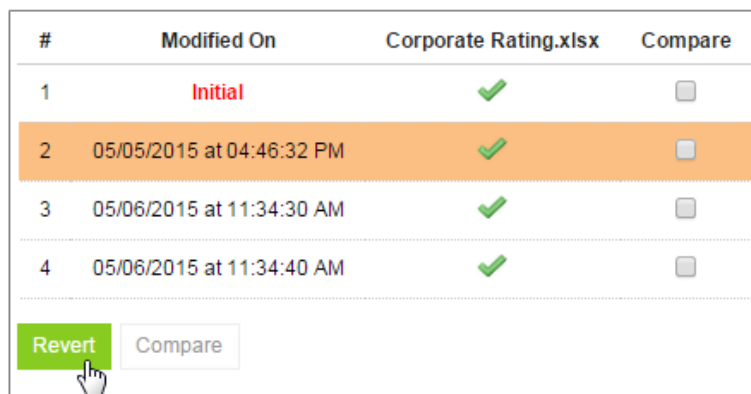 # Modified On Corporate Rating.xlsx Compare
1 Initial
2 05/05/2015 at 04:46:32 PM
3 05/06/2015 at 11:34:30 AM
4 05/06/2015 at 11:34:40 AM
Revert Compare